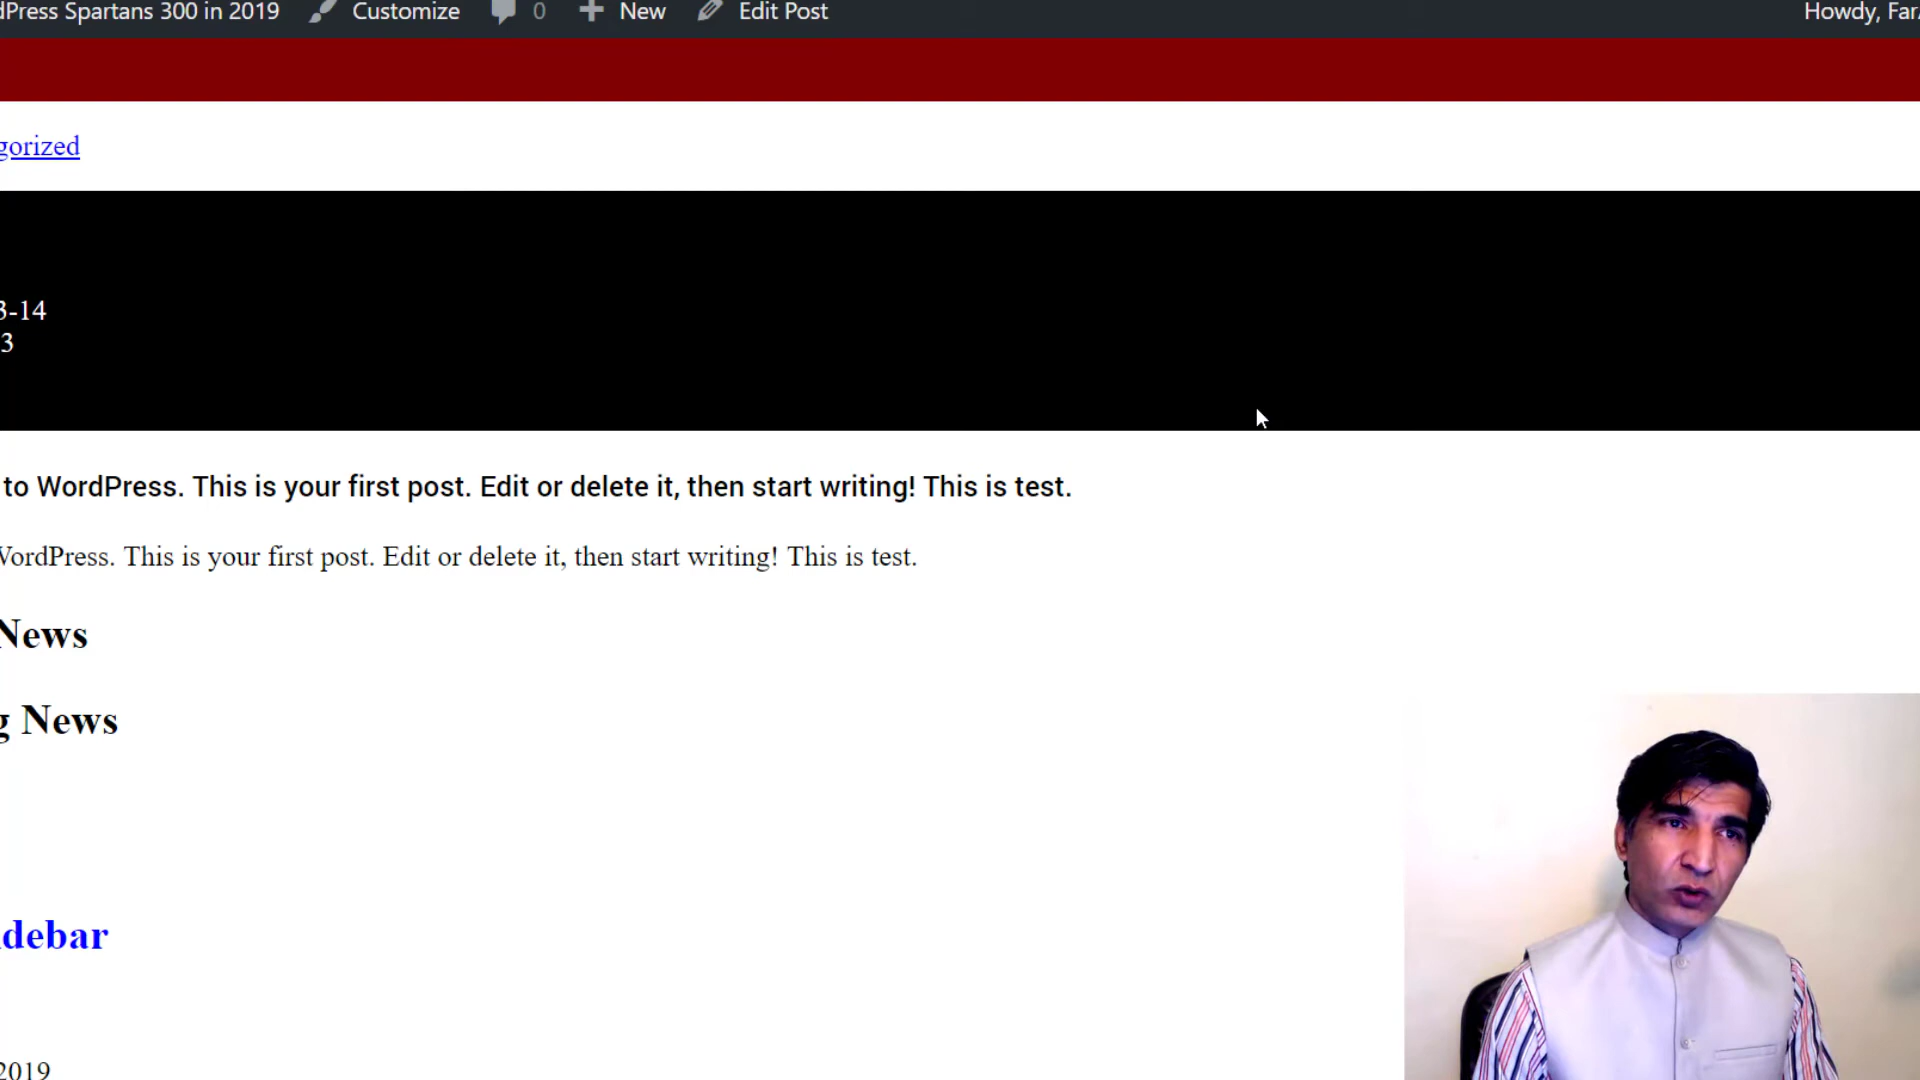 dPress Spartans 300 in 2019 Customize 0 New Edit Post Howdy, Far
gorized
3-14
3
to WordPress. This is your first post. Edit or delete it, then start writing! This is test.
WordPress. This is your first post. Edit or delete it, then start writing! This is test.
News
g News
debar
2019